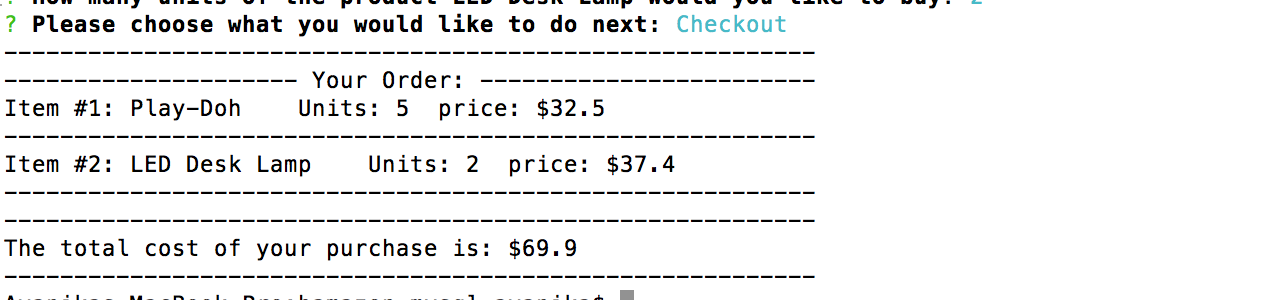 ? How many units of the product LED Desk Lamp would you like to buy? 2
? Please choose what you would like to do next: Checkout
----------------------------------------------------------
--------------------- Your Order: ------------------------
Item #1: Play-Doh    Units: 5  price: $32.5
----------------------------------------------------------
Item #2: LED Desk Lamp    Units: 2  price: $37.4
----------------------------------------------------------
----------------------------------------------------------
The total cost of your purchase is: $69.9
----------------------------------------------------------